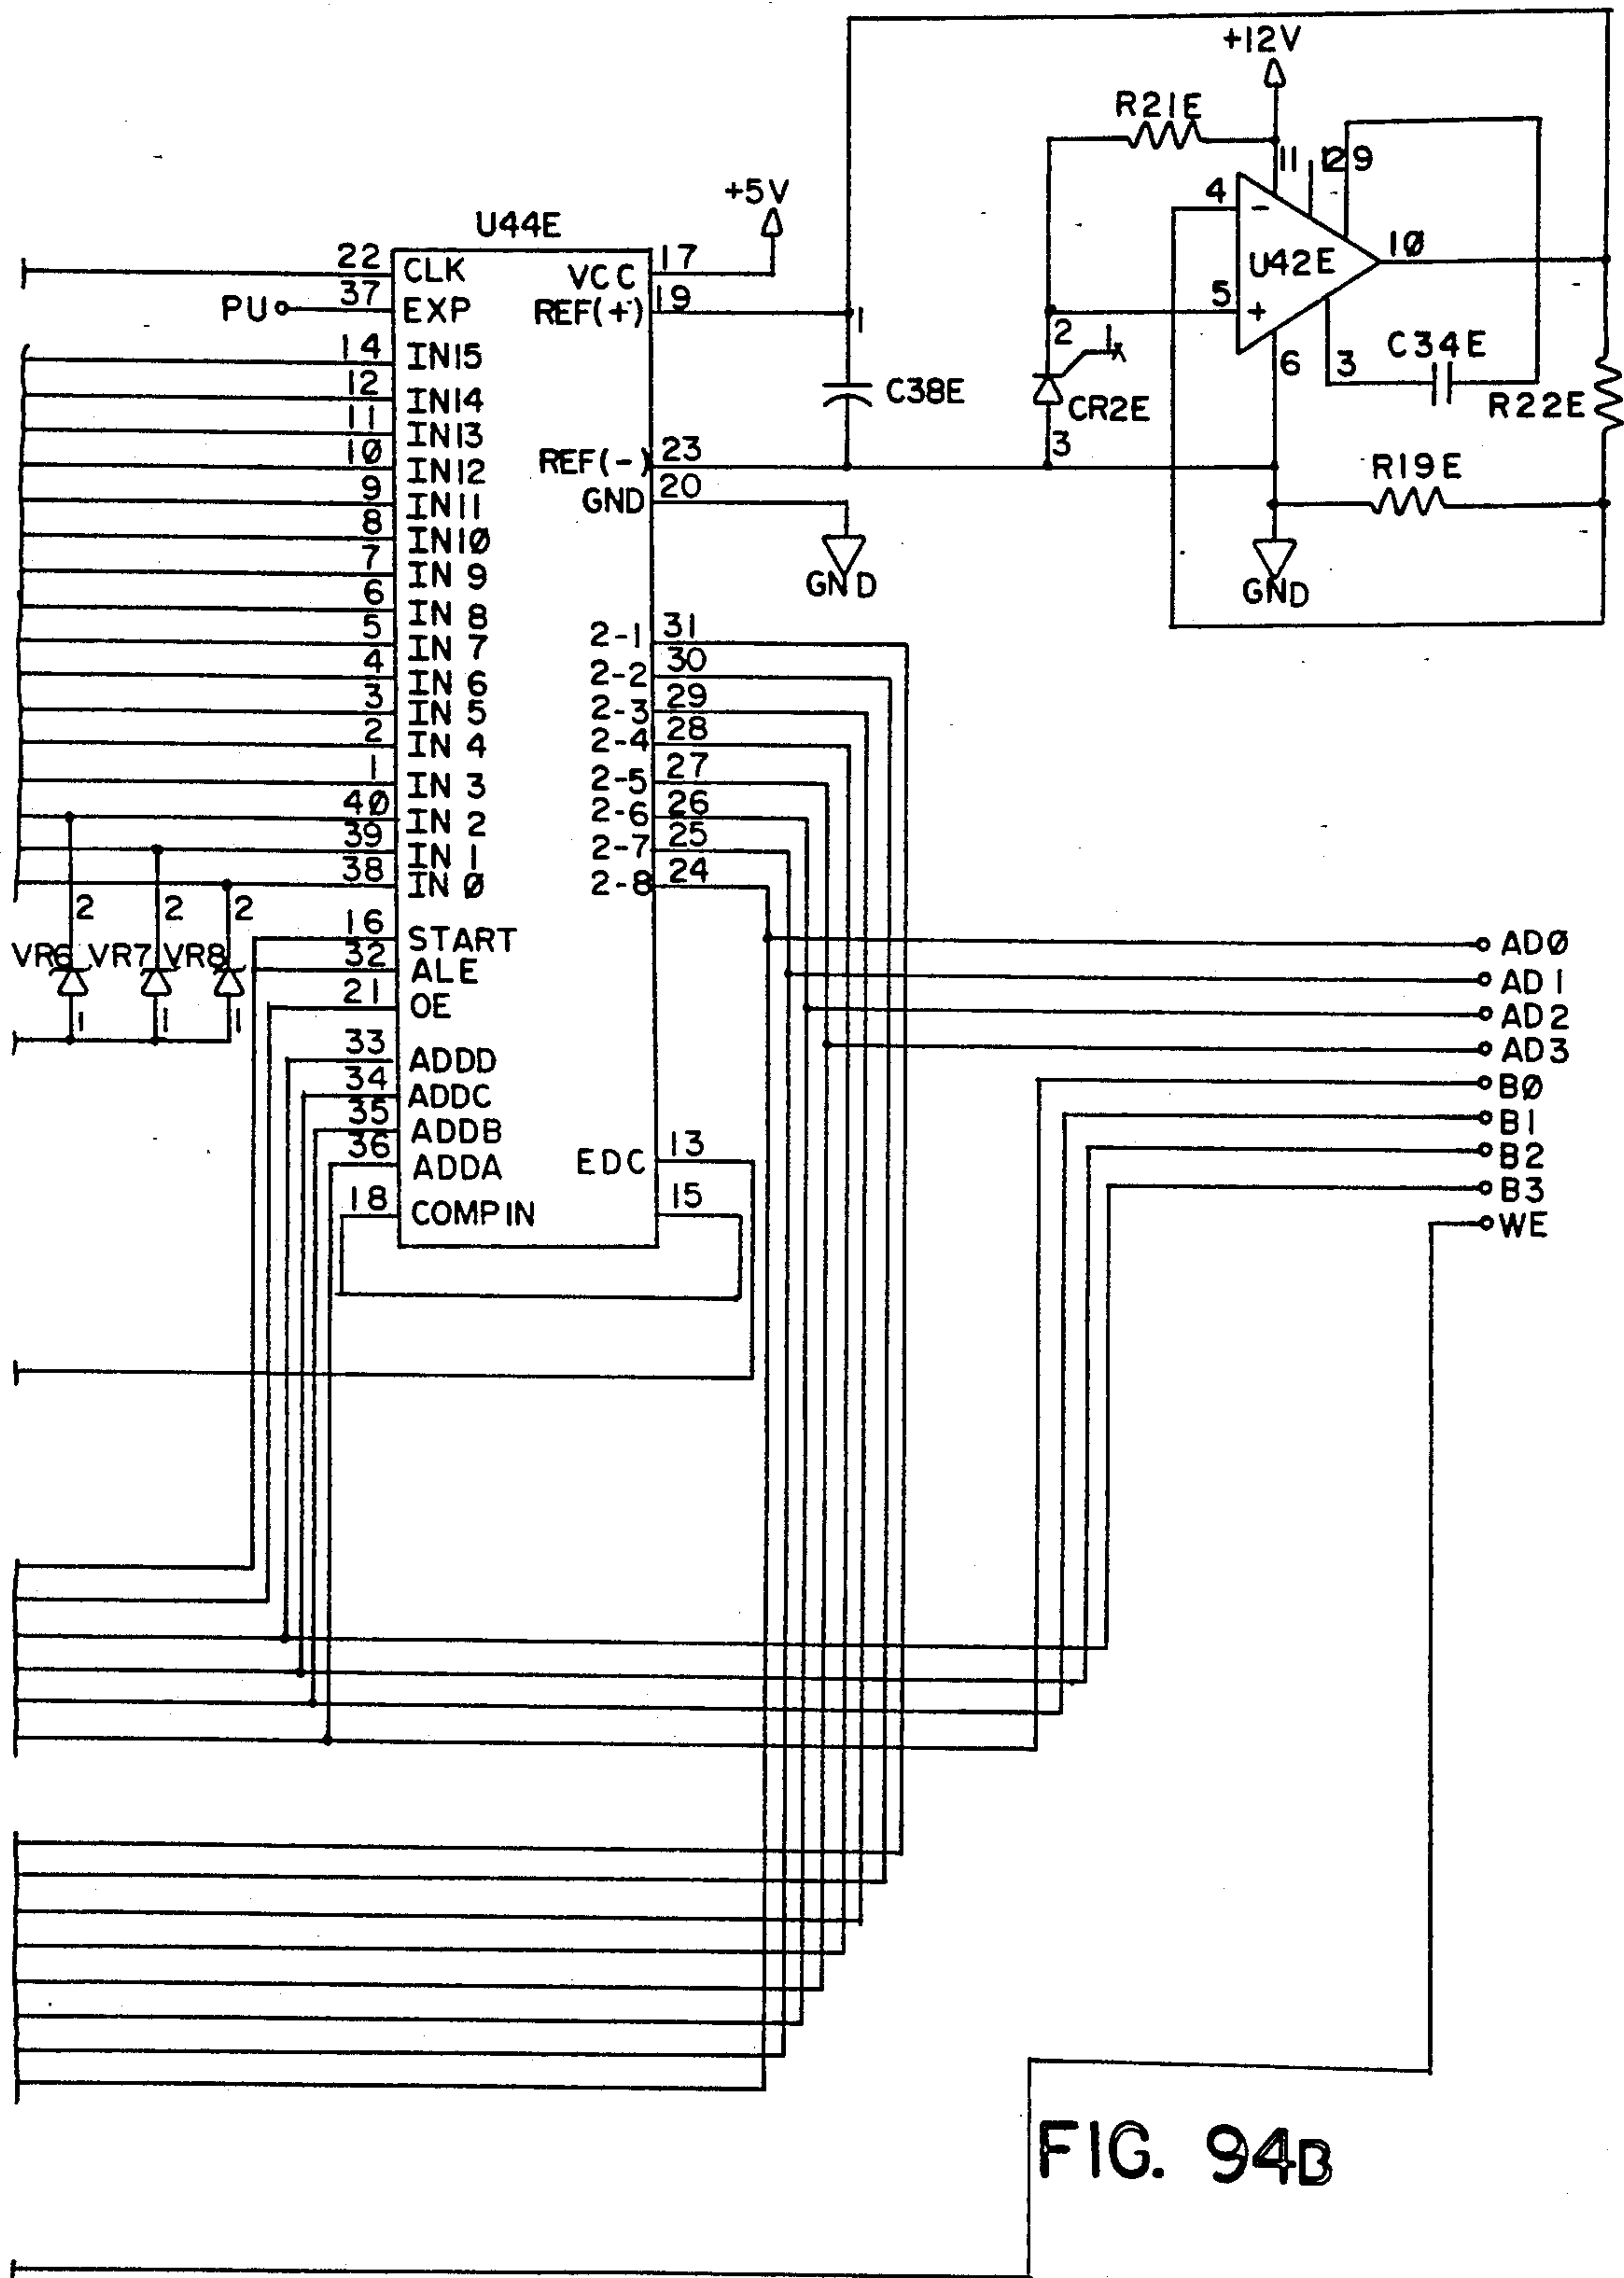 +12V
R21E
11 12 9
4 -
U42E
10
5 +
6
3
C34E
R22E
2 1
CR2E
3
R19E
GND
+5V
U44E
22 CLK
VCC 17
PU 37 EXP
REF(+) 19
1
C38E
14 IN15
12 IN14
11 IN13
10 IN12
REF(-) 23
9 IN11
GND 20
GND
8 IN10
7 IN 9
6 IN 8
5 IN 7
2-1 31
4 IN 6
2-2 30
3 IN 5
2-3 29
2 IN 4
2-4 28
1 IN 3
2-5 27
40 IN 2
2-6 26
39 IN 1
2-7 25
38 IN 0
2-8 24
2 2 2
VR6 VR7 VR8
1 1 1
16 START
32 ALE
21 OE
33 ADDD
34 ADDC
35 ADDB
36 ADDA
EDC 13
18 COMPIN
15
AD0
AD1
AD2
AD3
B0
B1
B2
B3
WE
FIG. 94B